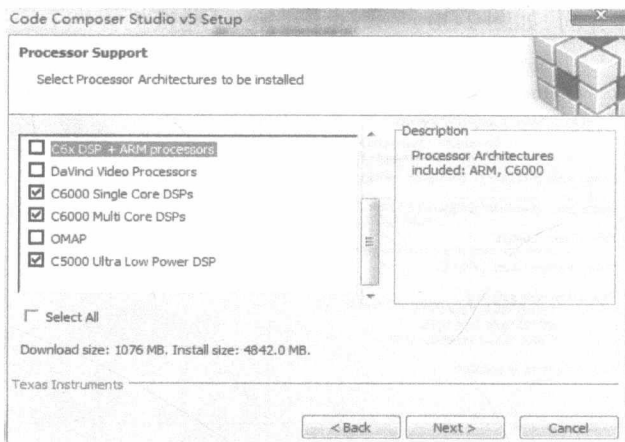 Code Composer Studio v5 Setup
Processor Support
Select Processor Architectures to be installed
C6x DSP + ARM processors
DaVinci Video Processors
C6000 Single Core DSPs
C6000 Multi Core DSPs
OMAP
C5000 Ultra Low Power DSP
Select All
Description
Processor Architectures
included: ARM, C6000
Download size: 1076 MB. Install size: 4842.0 MB.
Texas Instruments
< Back
Next >
Cancel